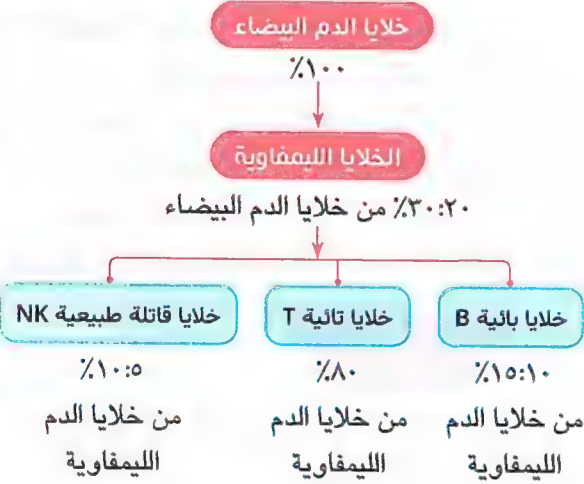 خلايا الدم البيضاء
٪١٠٠
الخلايا الليمفاوية
٣٠:٢٠٪ من خلايا الدم البيضاء
خلايا بائية B
٪١٥:١٠
من خلايا الدم
الليمفاوية
خلايا تائية T
٪٨٠
من خلايا الدم
الليمفاوية
خلايا قاتلة طبيعية NK
٪١٠:٥
من خلايا الدم
الليمفاوية